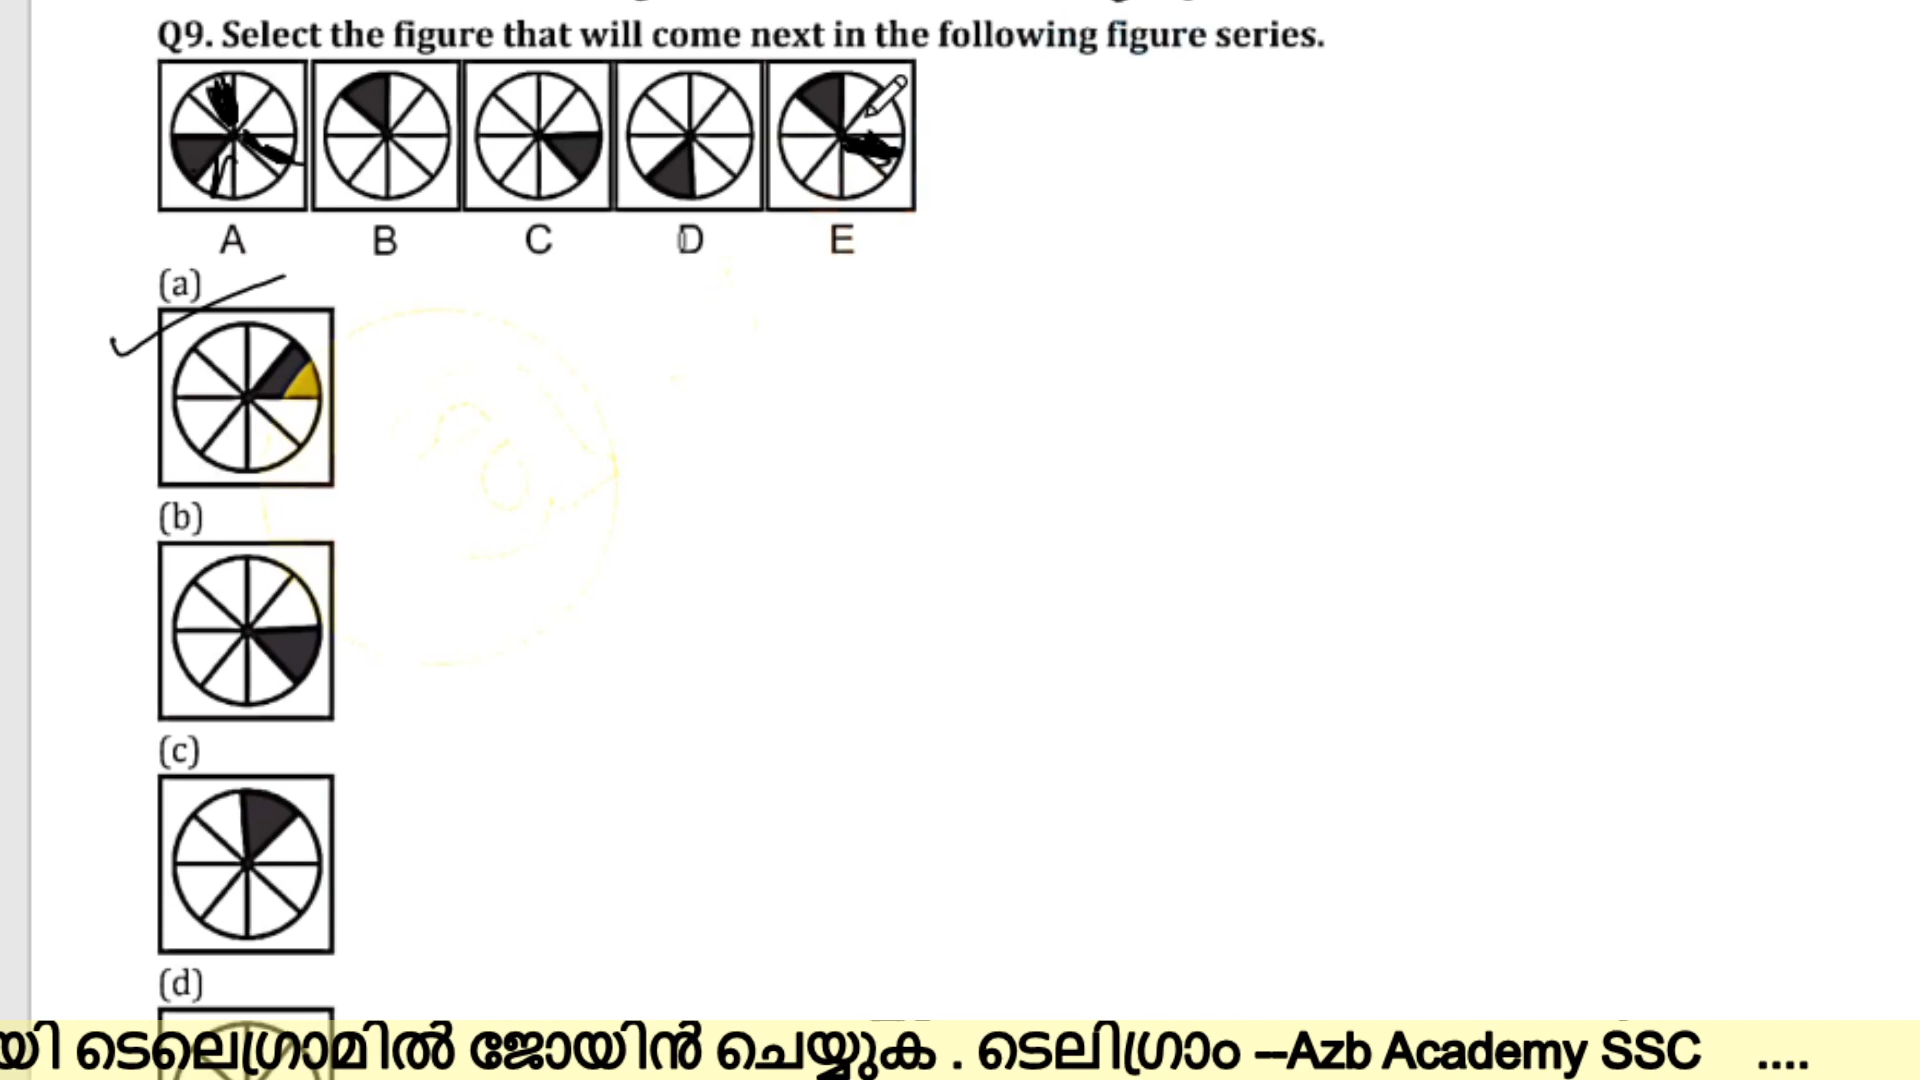 Q9. Select the figure that will come next in the following figure series.
A B C D E
(a)
(b)
(c)
(d)
യി ടെലെഗ്രാമിൽ ജോയിൻ ചെയ്യുക . ടെലിഗ്രാം –Azb Academy SSC ....